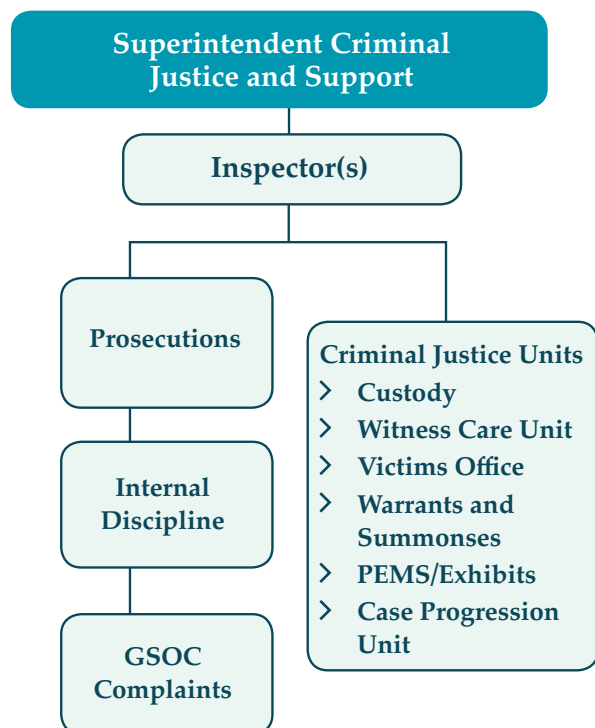 Superintendent Criminal
Justice and Support
Inspector(s)
Prosecutions
Internal
Discipline
GSOC
Complaints
Criminal Justice Units
Custody
Witness Care Unit
Victims Office
Warrants and
Summonses
PEMS/Exhibits
Case Progression
Unit